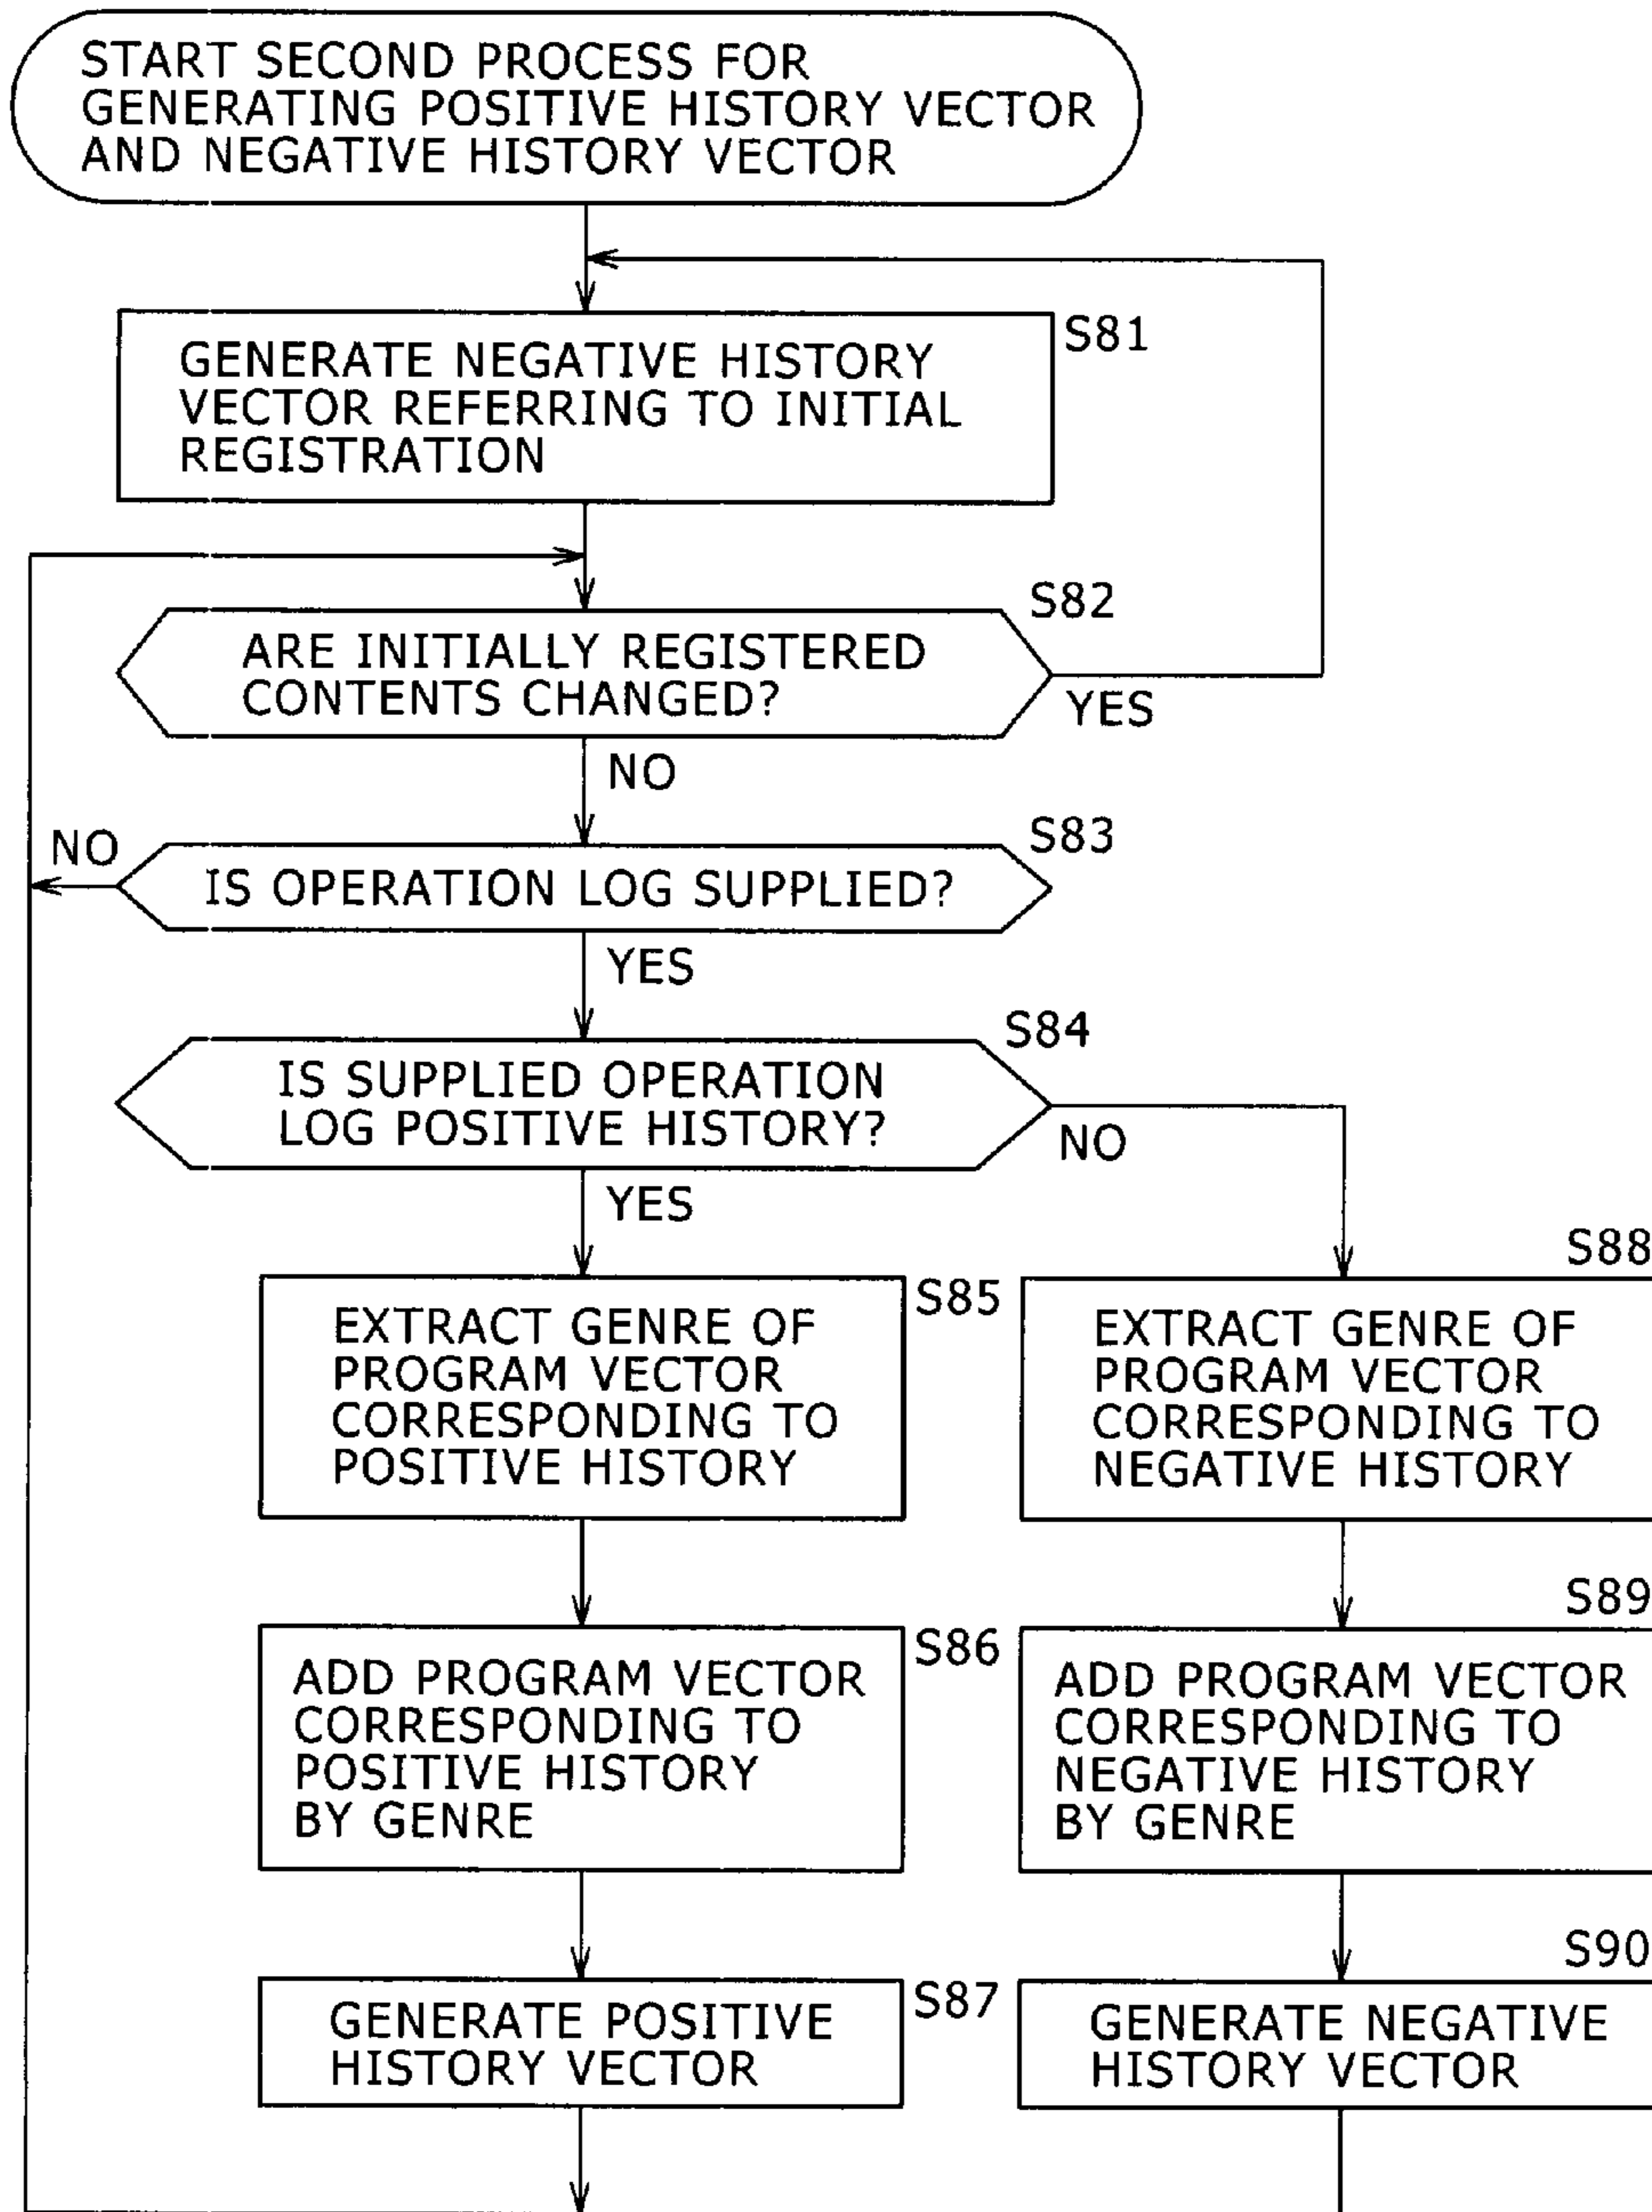 START SECOND PROCESS FOR
GENERATING POSITIVE HISTORY VECTOR
AND NEGATIVE HISTORY VECTOR
S81
GENERATE NEGATIVE HISTORY
VECTOR REFERRING TO INITIAL
REGISTRATION
S82
ARE INITIALLY REGISTERED
CONTENTS CHANGED?
YES
NO
S83
NO
IS OPERATION LOG SUPPLIED?
YES
S84
IS SUPPLIED OPERATION
LOG POSITIVE HISTORY?
NO
YES
S85
EXTRACT GENRE OF
PROGRAM VECTOR
CORRESPONDING TO
POSITIVE HISTORY
S88
EXTRACT GENRE OF
PROGRAM VECTOR
CORRESPONDING TO
NEGATIVE HISTORY
S86
ADD PROGRAM VECTOR
CORRESPONDING TO
POSITIVE HISTORY
BY GENRE
S89
ADD PROGRAM VECTOR
CORRESPONDING TO
NEGATIVE HISTORY
BY GENRE
S87
GENERATE POSITIVE
HISTORY VECTOR
S90
GENERATE NEGATIVE
HISTORY VECTOR